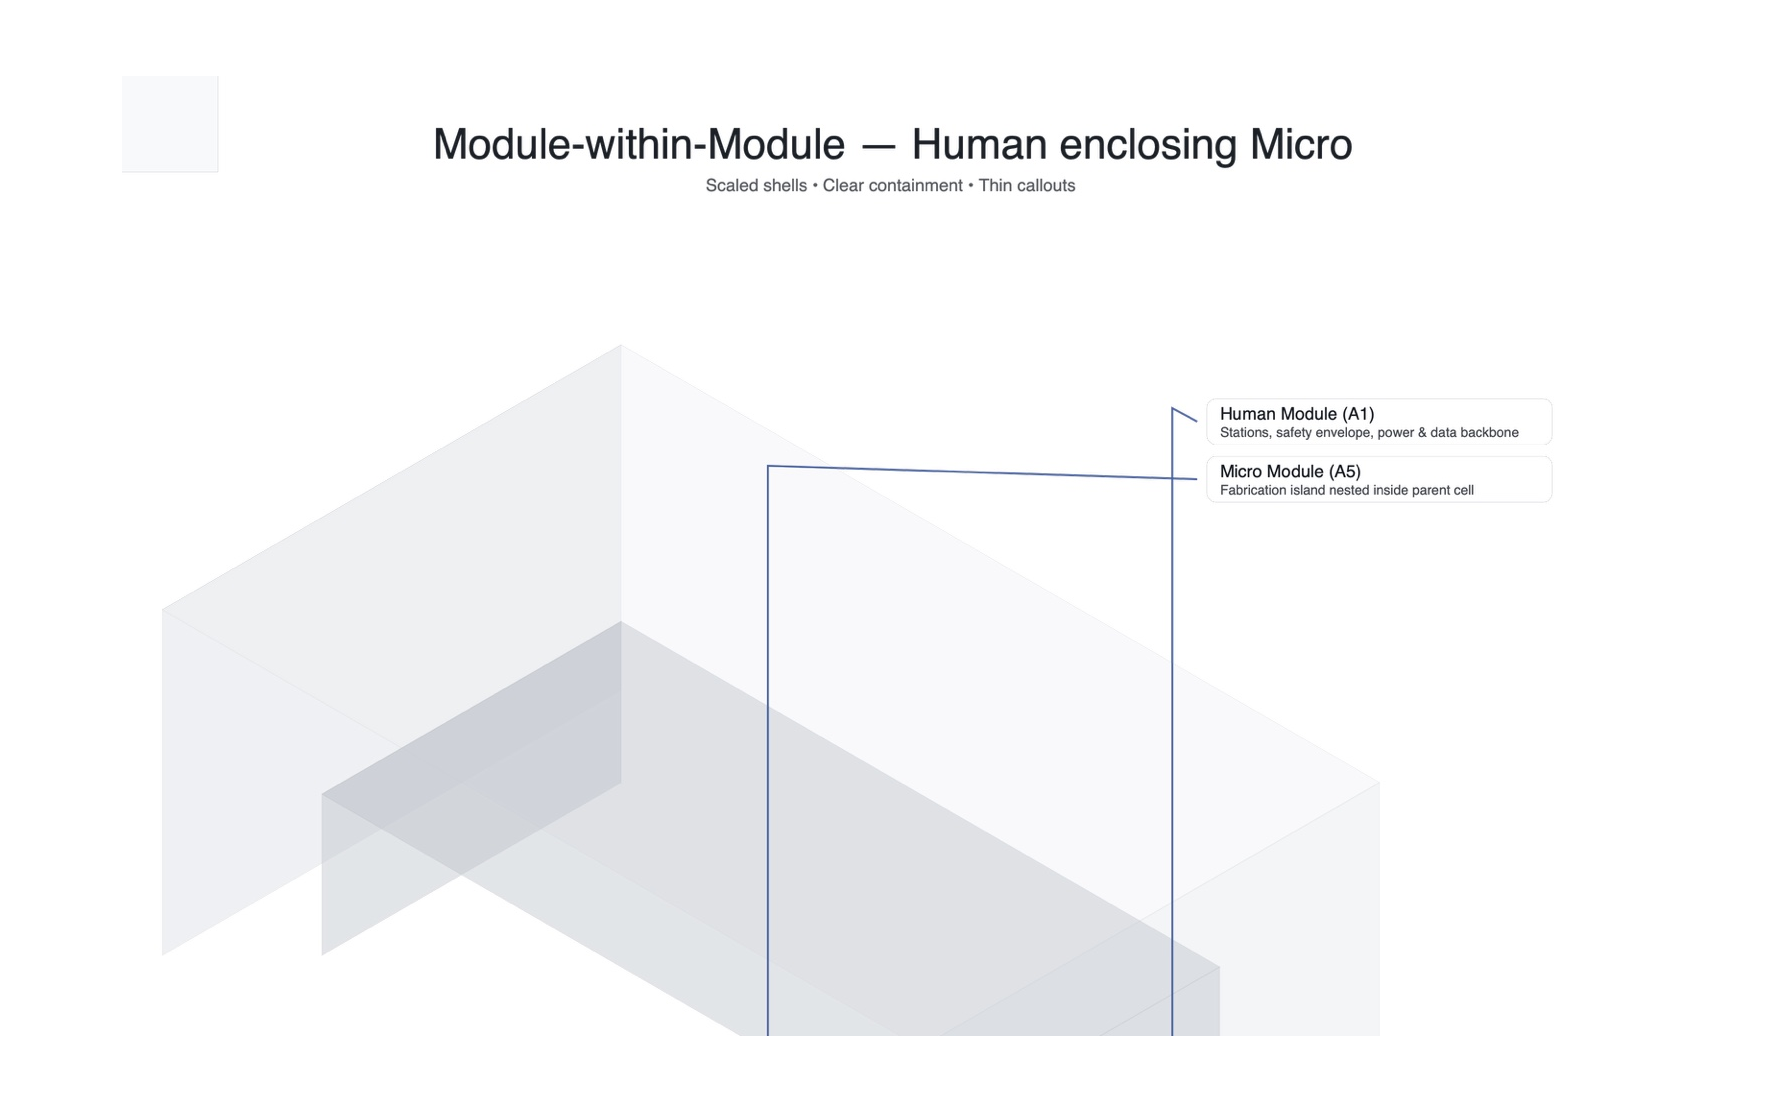 Module-within-Module — Human enclosing Micro
Scaled shells • Clear containment • Thin callouts
Human Module (A1)
Stations, safety envelope, power & data backbone
Micro Module (A5)
Fabrication island nested inside parent cell